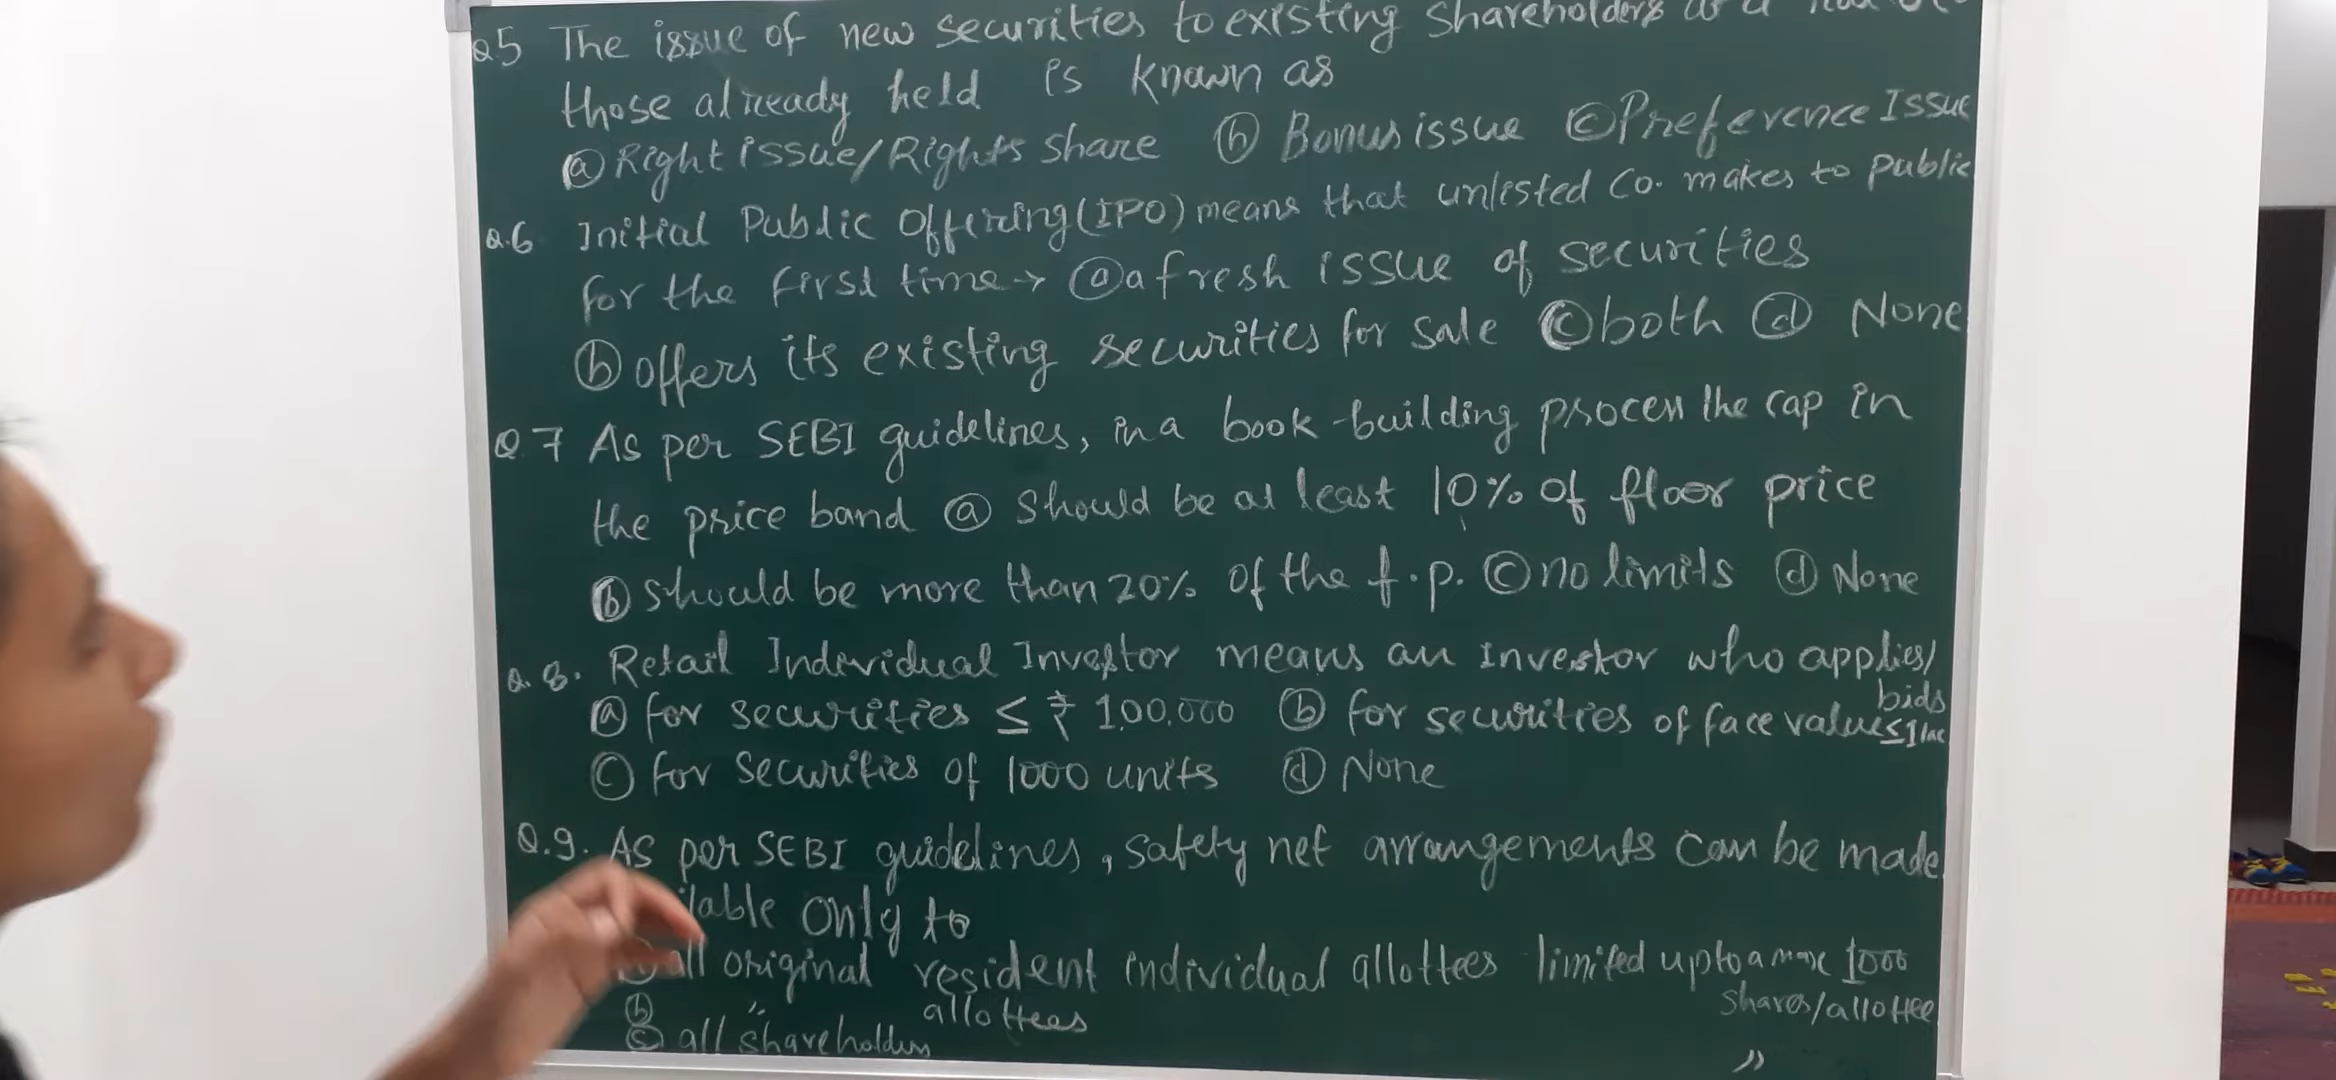 Q.5 The issue of new securities to existing shareholders as a
those already held is known as
(a) Right issue/Rights share (b) Bonus issue (c) Preference Issue
Q.6 Initial Public Offering (IPO) means that unlisted Co. makes to public
for the first time → (a) a fresh issue of securities
(b) offers its existing securities for sale (c) both (d) None
Q 7 As per SEBI guidelines, in a book-building process the cap in
the price band (a) should be at least 10% of floor price
(b) should be more than 20% of the f.p. (c) no limits (d) None
Q.8. Retail Individual Investor means an investor who applies/
bids
(a) for securities ≤ ₹ 1,00,000 (b) for securities of face value ≤ 1 lac
(c) for securities of 1000 units (d) None
Q.9. As per SEBI guidelines, safety net arrangements can be made
lable only to
all original resident individual allottees limited upto a max 1000
shares/allottee
(b) " allottees "
(c) all shareholders